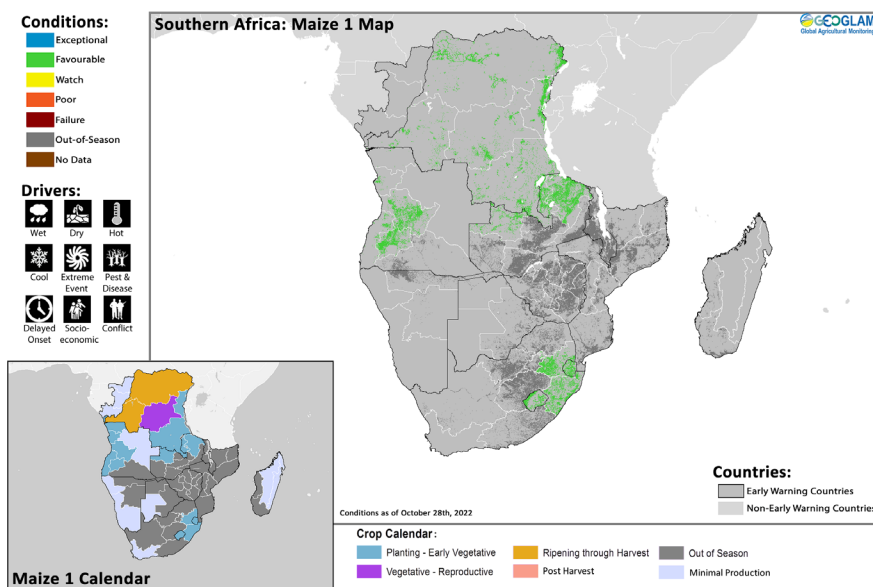 Conditions:
Exceptional
Favourable
Watch
Poor
Failure
Out-of-Season
No Data
Drivers:
Wet
Dry
Hot
Cool
Extreme
Event
Pest &
Disease
Delayed
Onset
Socio-
economic
Conflict
Southern Africa: Maize 1 Map
GEOGLAM
Global Agricultural Monitoring
Countries:
Early Warning Countries
Non-Early Warning Countries
Conditions as of October 28th, 2022
Maize 1 Calendar
Crop Calendar:
Planting - Early Vegetative
Ripening through Harvest
Out of Season
Vegetative - Reproductive
Post Harvest
Minimal Production